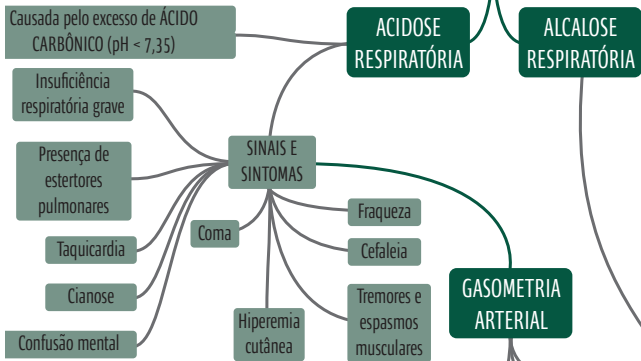 Causada pelo excesso de ÁCIDO
CARBÔNICO (pH < 7,35)
ACIDOSE
RESPIRATÓRIA
ALCALOSE
RESPIRATÓRIA
Insuficiência
respiratória grave
Presença de
estertores
pulmonares
Taquicardia
Cianose
Confusão mental
SINAIS E
SINTOMAS
Coma
Hiperemia
cutânea
Fraqueza
Cefaleia
Tremores e
espasmos
musculares
GASOMETRIA
ARTERIAL